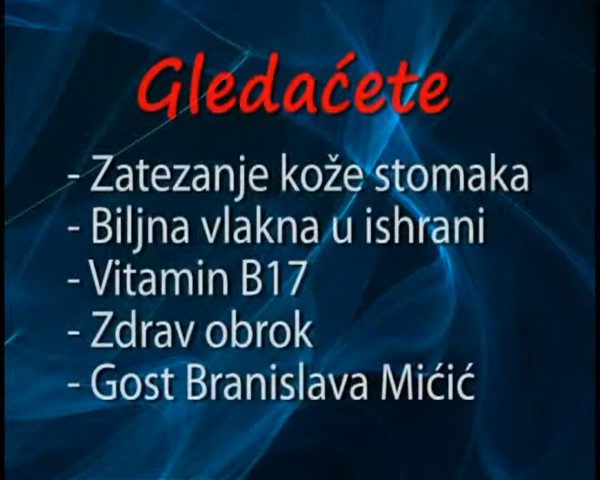 Gledaćete
- Zatezanje kože stomaka
- Biljna vlakna u ishrani
- Vitamin B17
- Zdrav obrok
- Gost Branislava Mićić